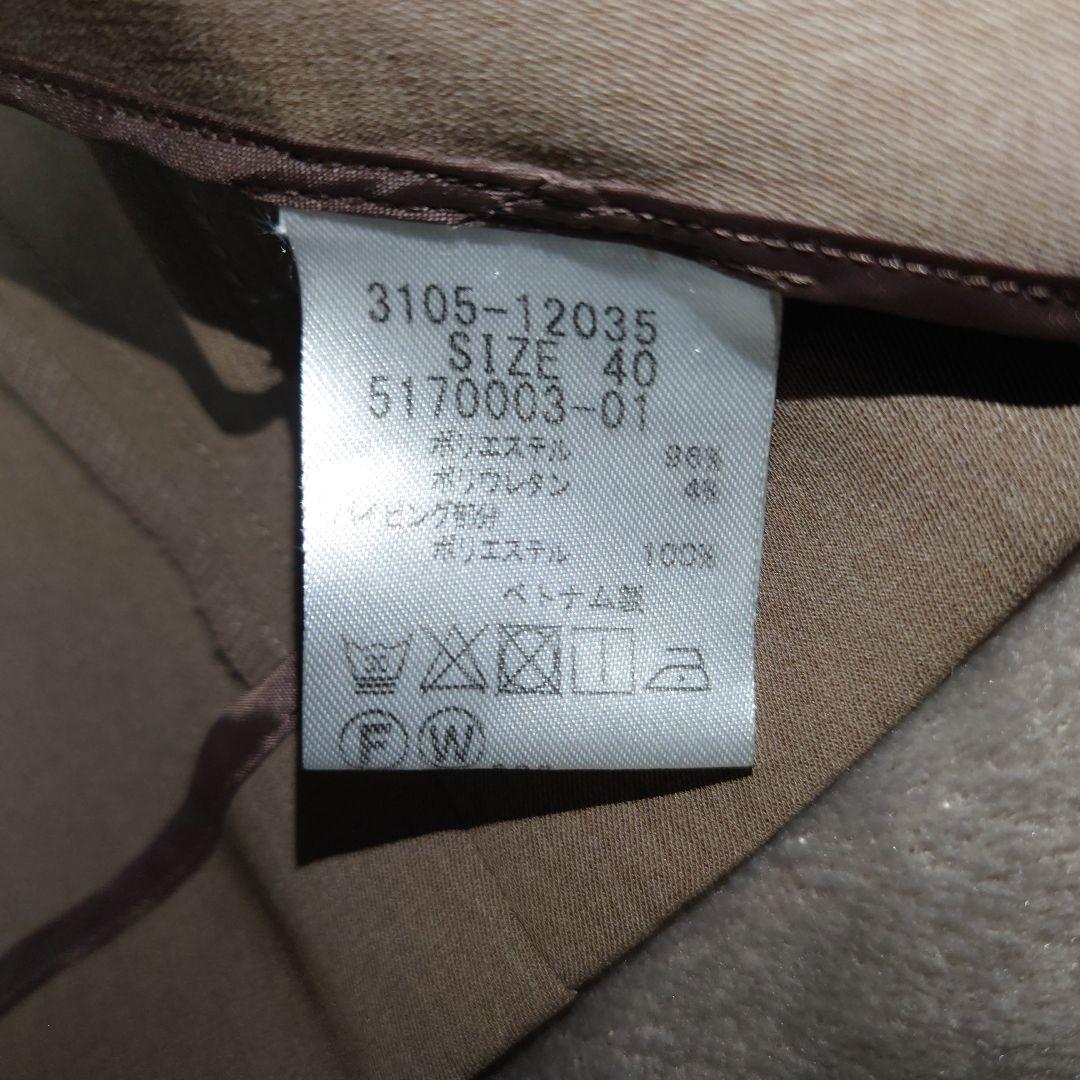 3105-12035
SIZE 40
5170003-01
ポリエステル 96%
ポリウレタン 4%
パイピング部分
ポリエステル 100%
ベトナム製
F W